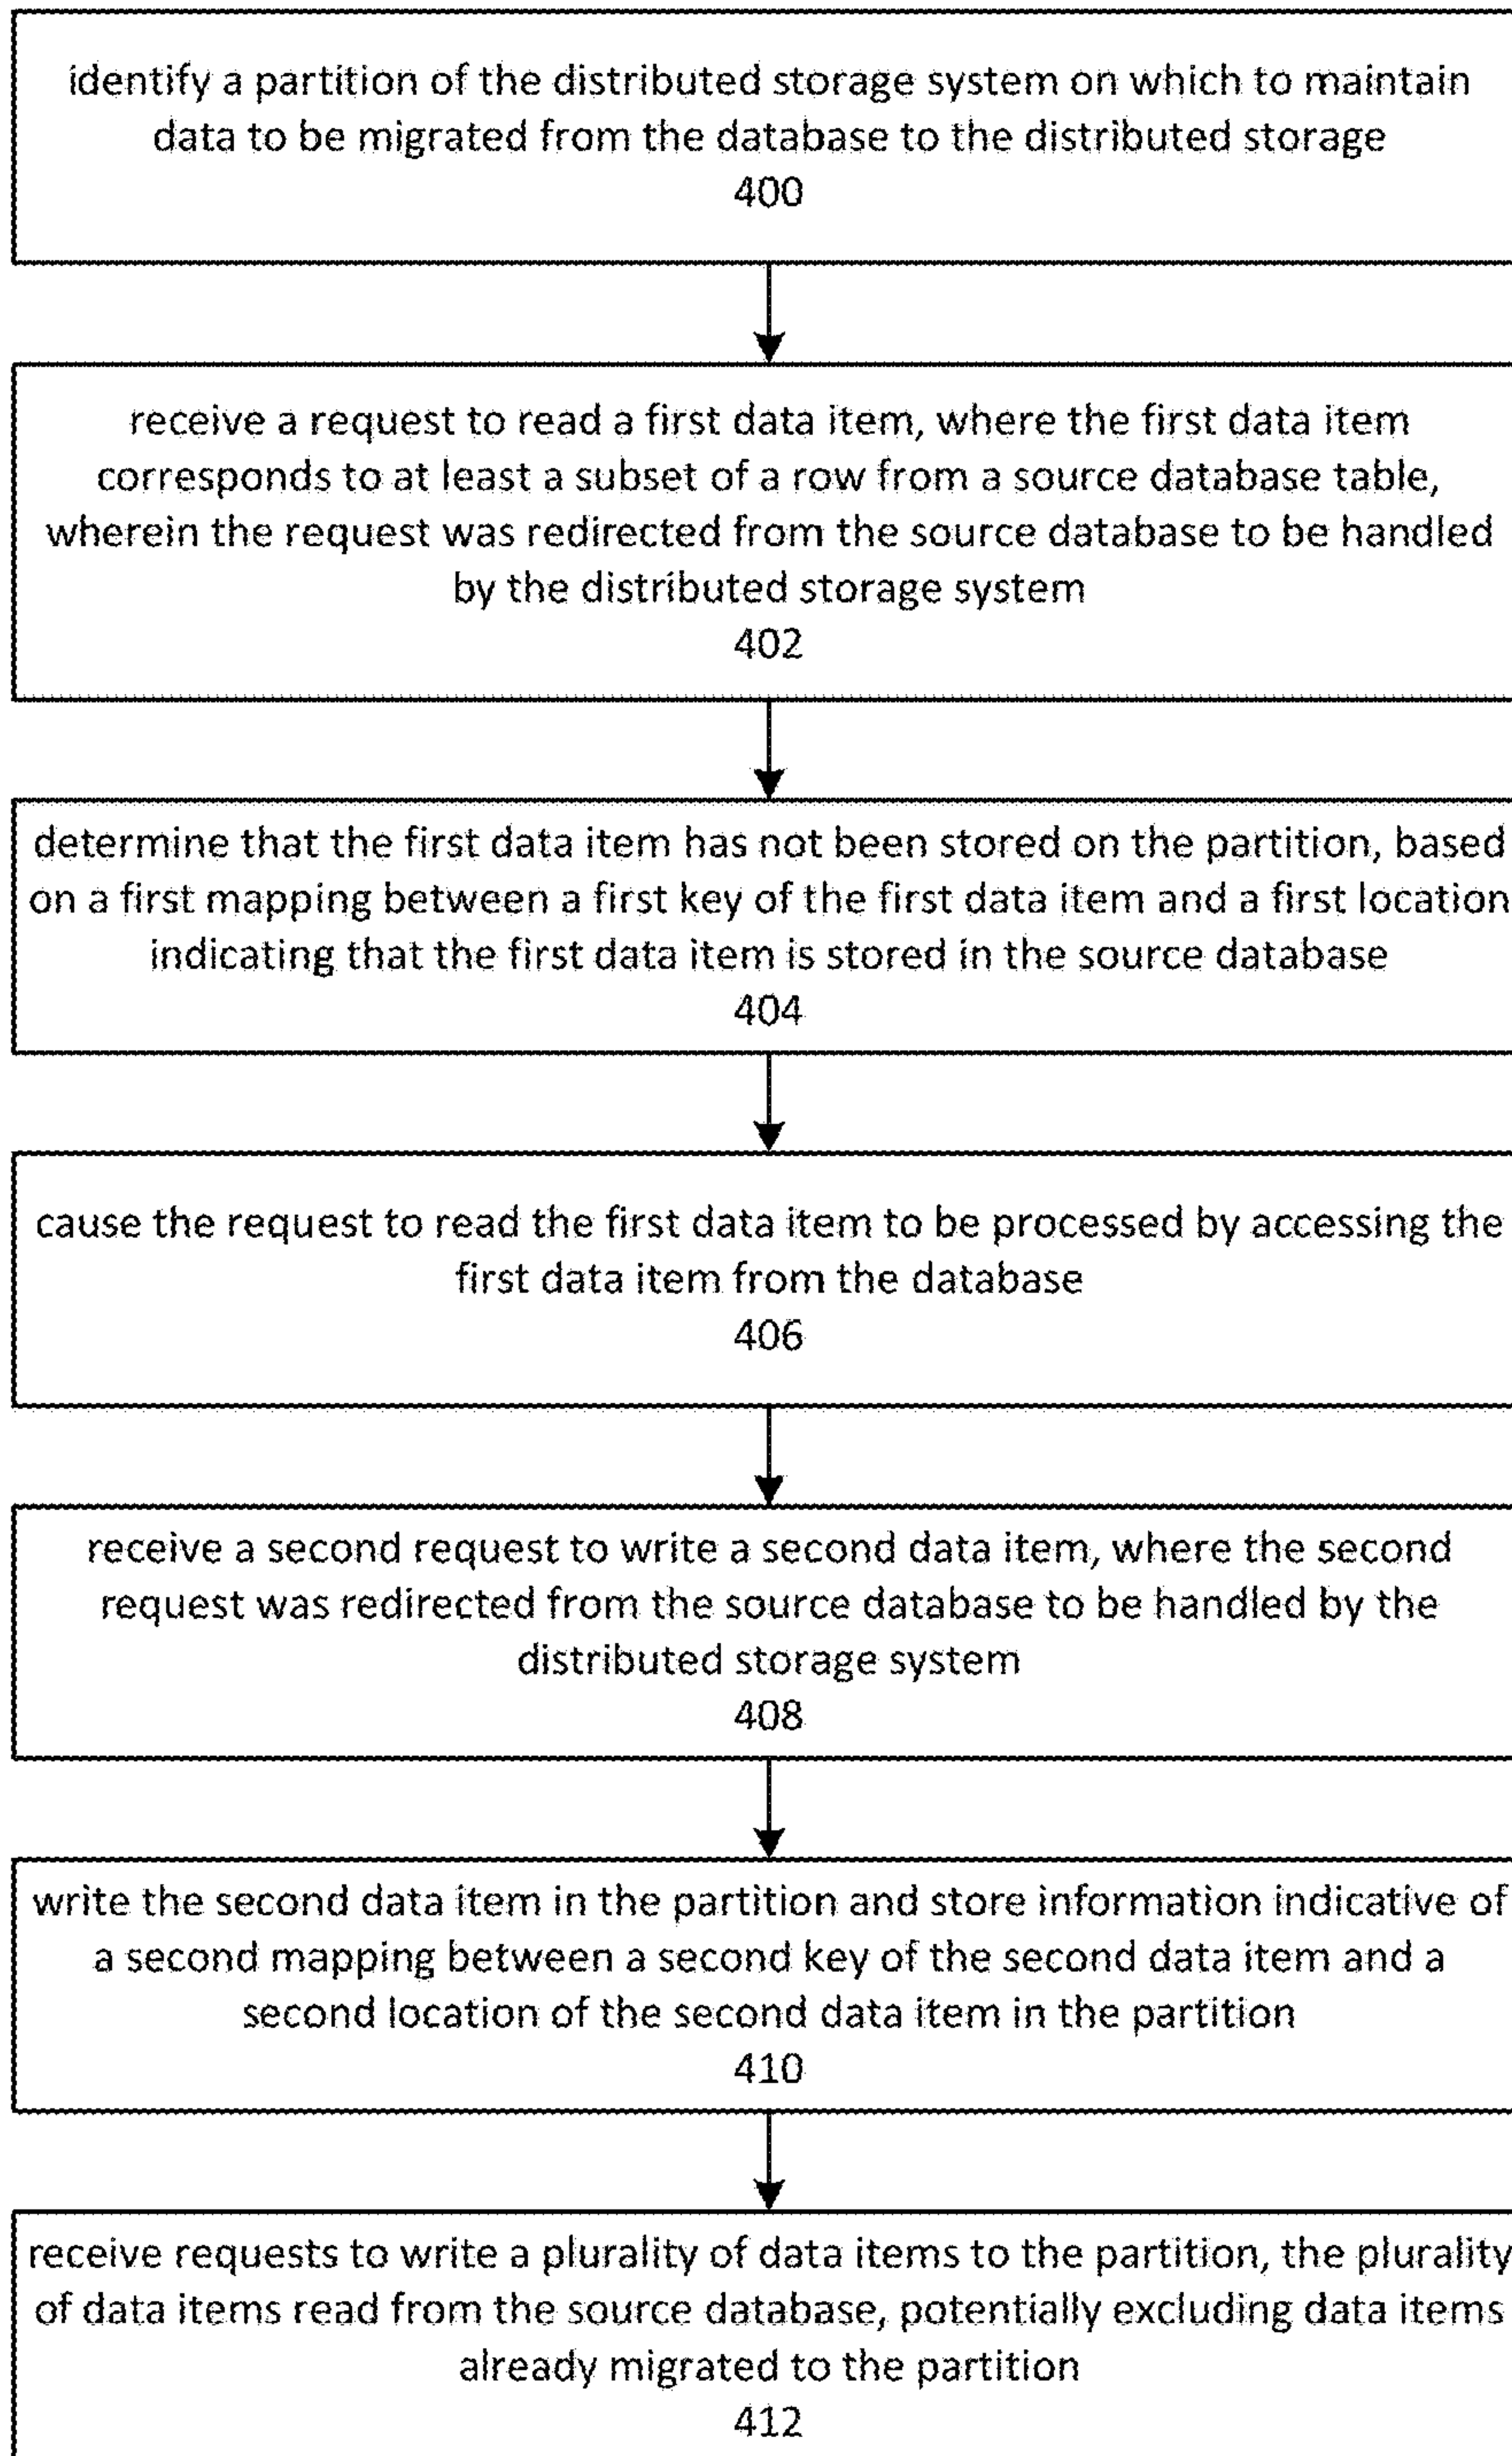 identify a partition of the distributed storage system on which to maintain
data to be migrated from the database to the distributed storage
400
receive a request to read a first data item, where the first data item
corresponds to at least a subset of a row from a source database table,
wherein the request was redirected from the source database to be handled
by the distributed storage system
402
determine that the first data item has not been stored on the partition, based
on a first mapping between a first key of the first data item and a first location
indicating that the first data item is stored in the source database
404
cause the request to read the first data item to be processed by accessing the
first data item from the database
406
receive a second request to write a second data item, where the second
request was redirected from the source database to be handled by the
distributed storage system
408
write the second data item in the partition and store information indicative of
a second mapping between a second key of the second data item and a
second location of the second data item in the partition
410
receive requests to write a plurality of data items to the partition, the plurality
of data items read from the source database, potentially excluding data items
already migrated to the partition
412